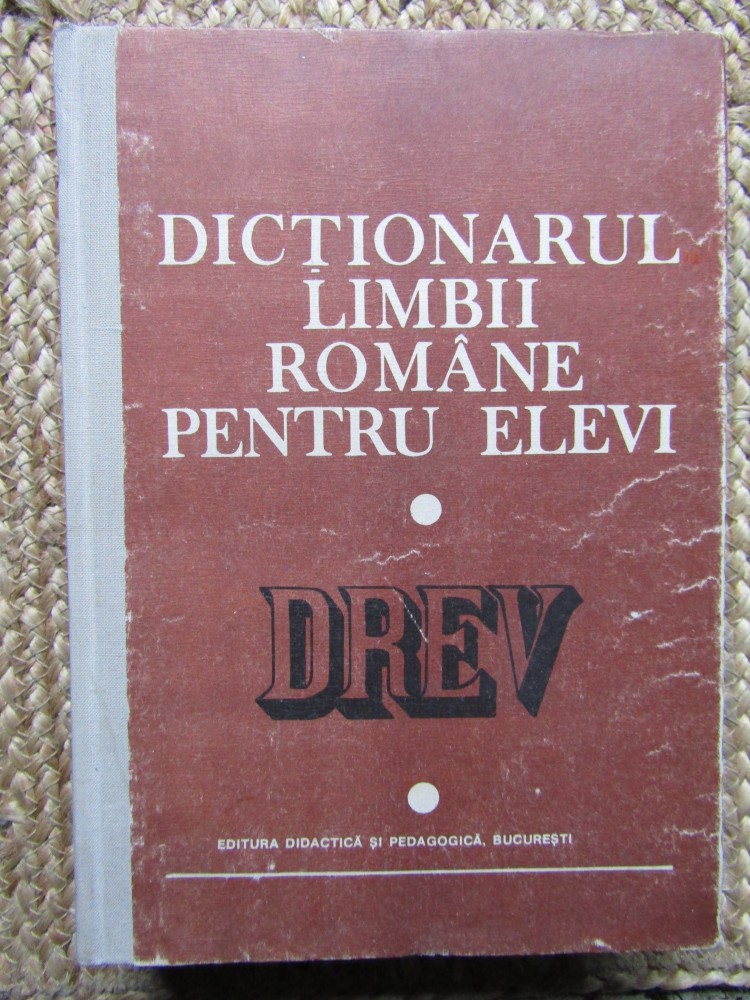 DICȚIONARUL
LIMBII
ROMÂNE
PENTRU ELEVI
DREV
EDITURA DIDACTICĂ ȘI PEDAGOGICĂ, BUCUREȘTI